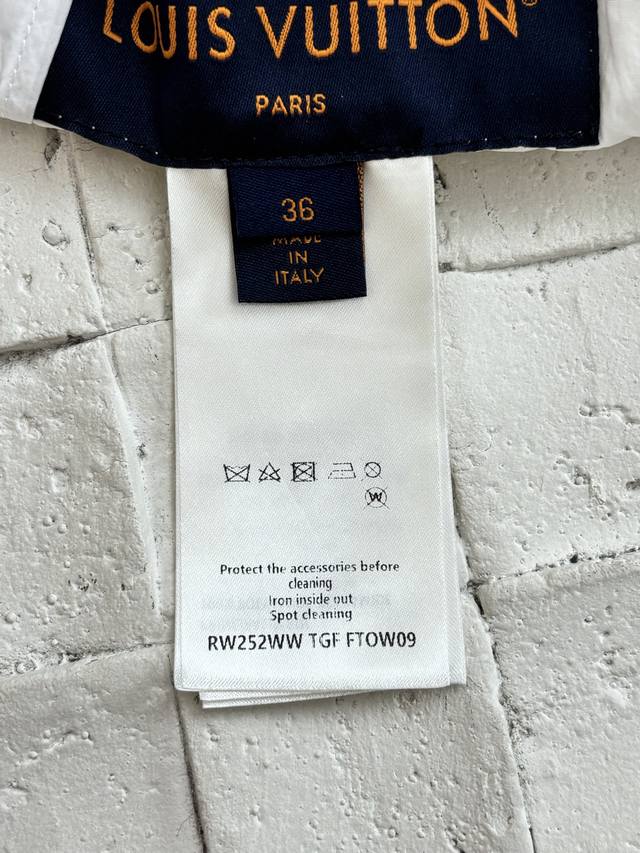 LOUIS VUITTON®
PARIS
36
MADE
IN
ITALY
W
Protect the accessories before
cleaning
Iron inside out
Spot cleaning
RW252WW TGF FTOW09